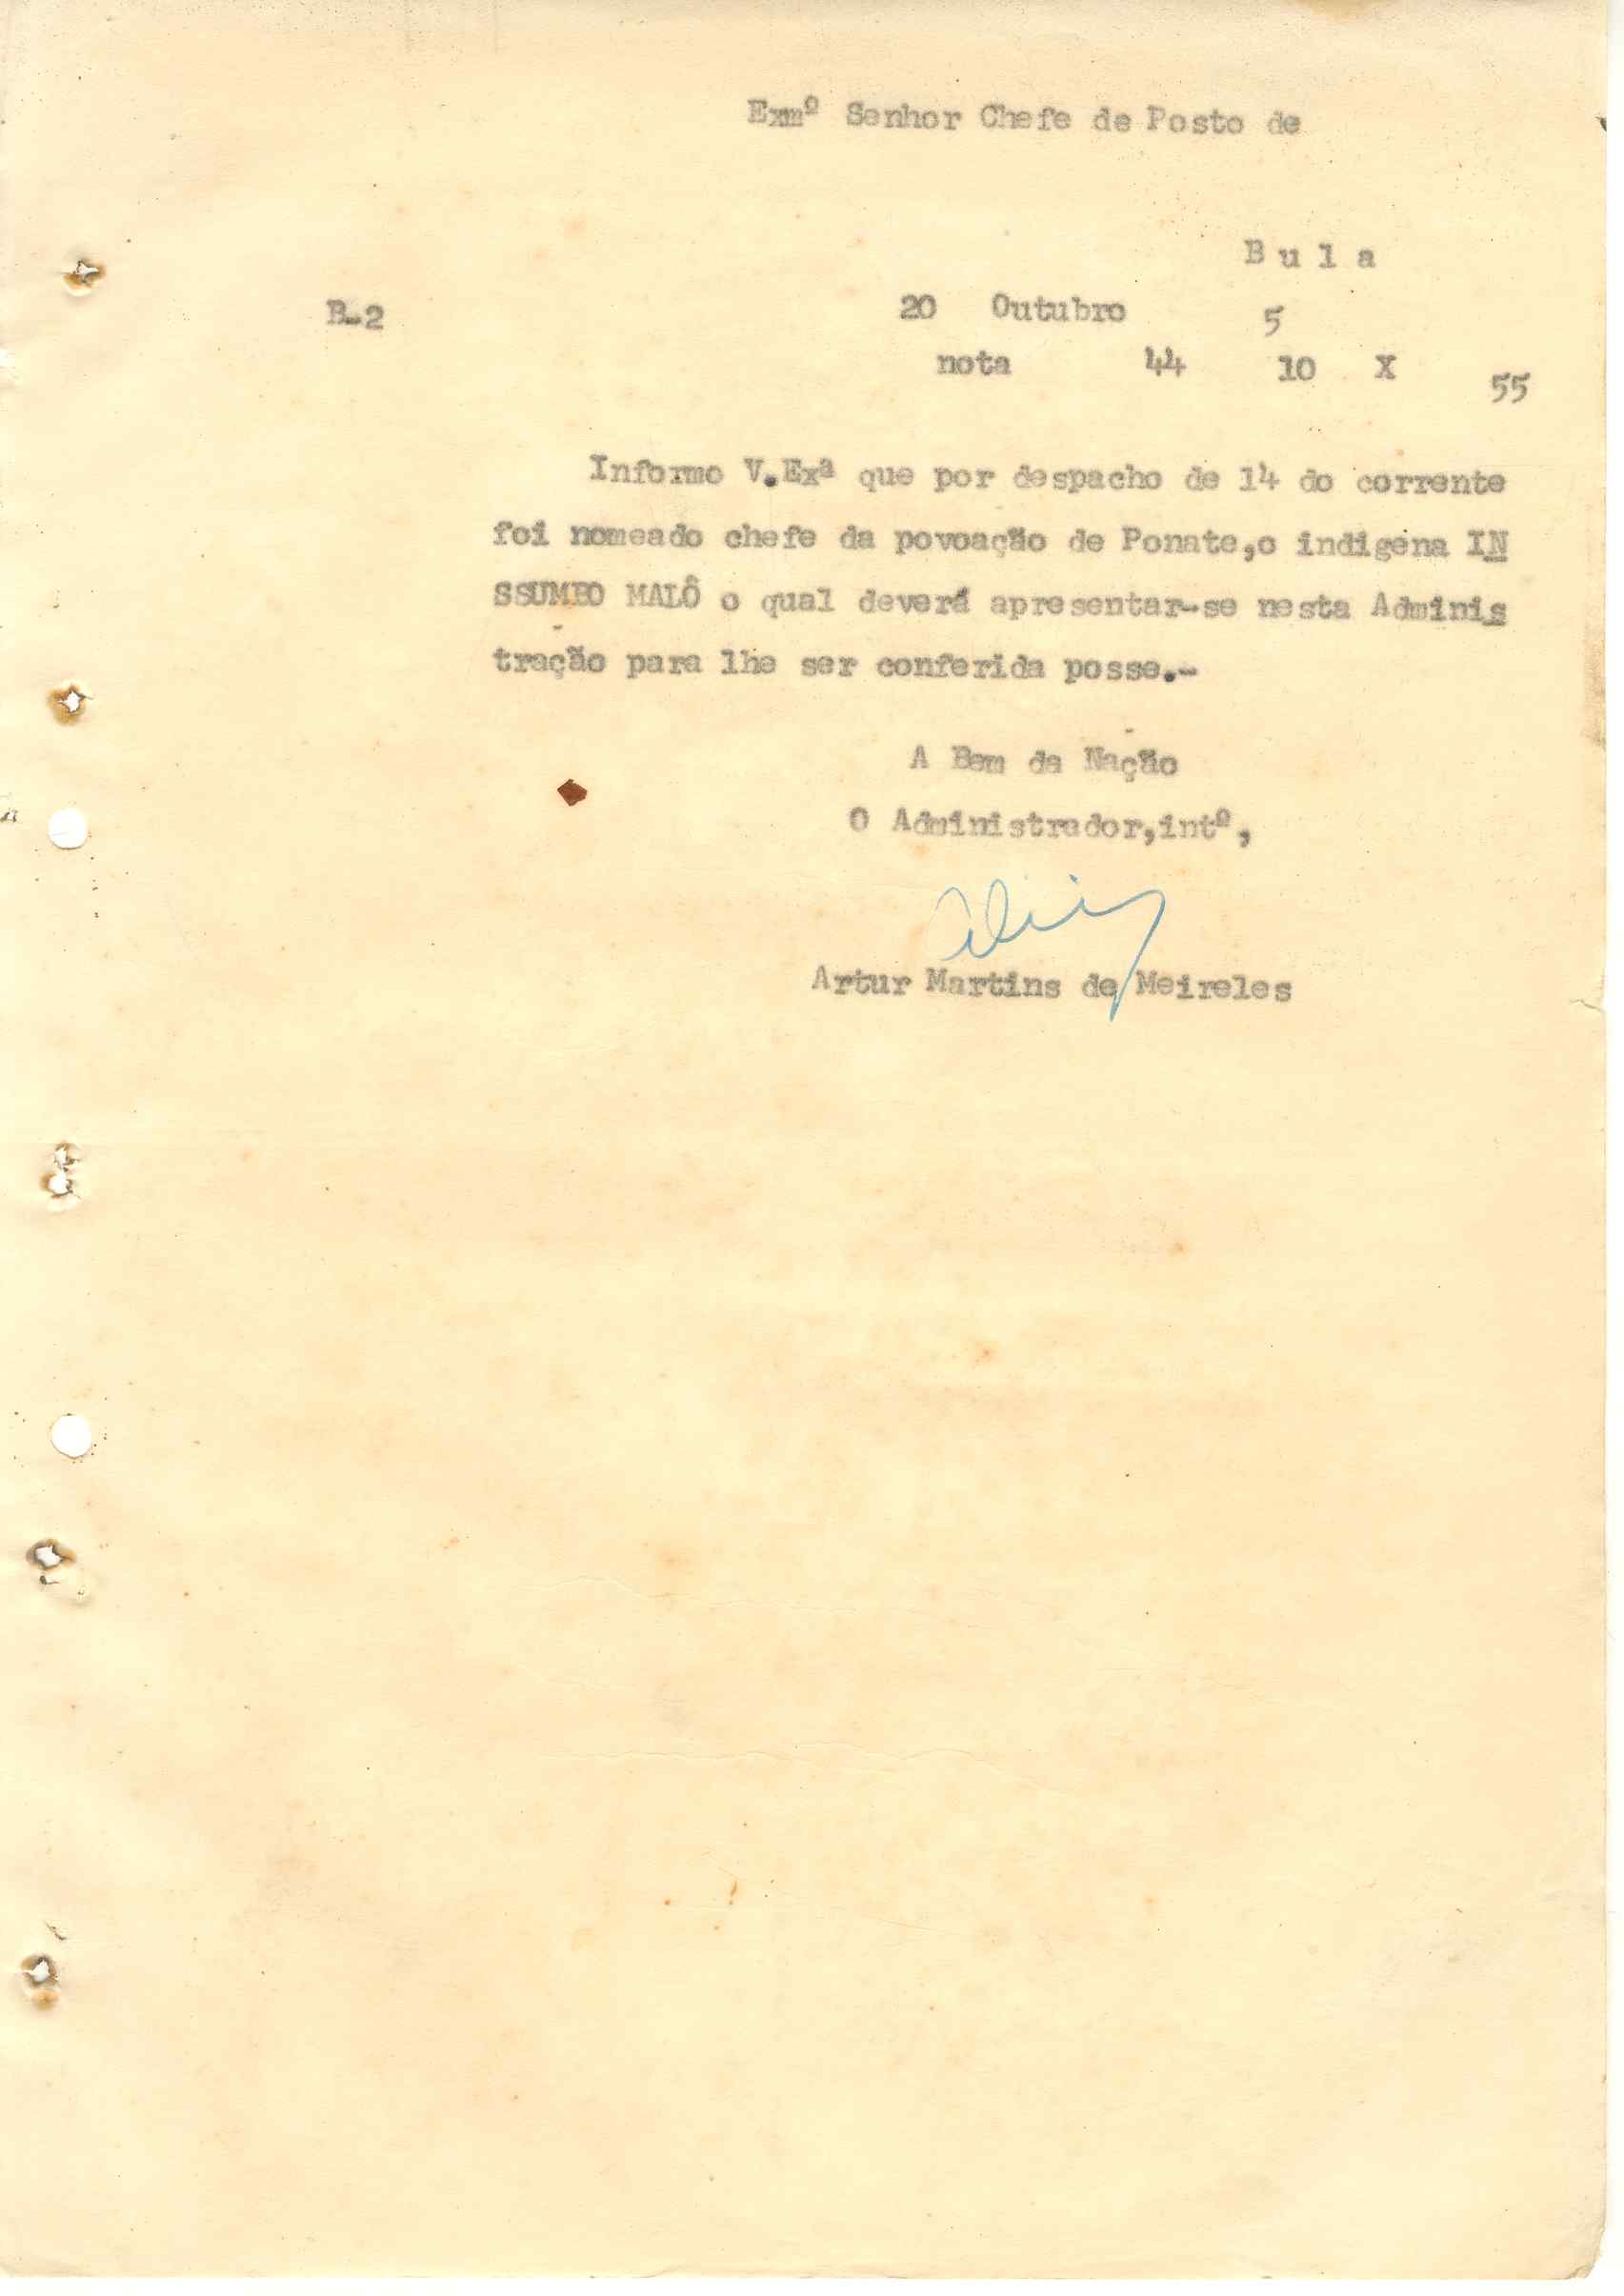 Exmº Senhor Chefe de Posto de
B u l a
B-2 20 Outubro 5
nota 44 10 X 55
Informo V.Exª que por despacho de 14 do corrente
foi nomeado chefe da povoação de Ponate,o indigena IN
SSUMBO MALÔ o qual deverá apresentar-se nesta Adminis
tração para lhe ser conferida posse.-
A Bem da Nação
O Administrador,intº,
Artur Martins de Meireles